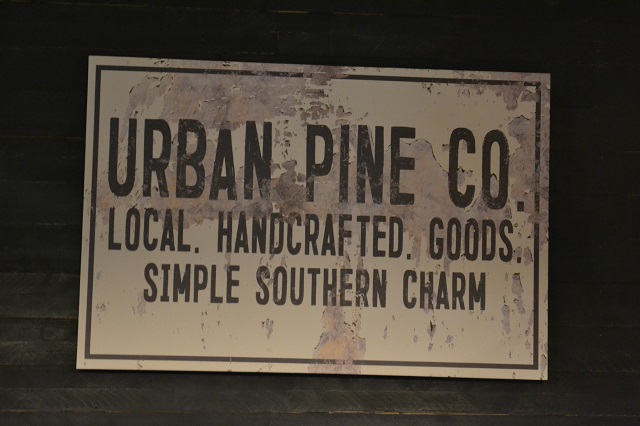 URBAN PINE CO.
LOCAL. HANDCRAFTED. GOODS.
SIMPLE SOUTHERN CHARM